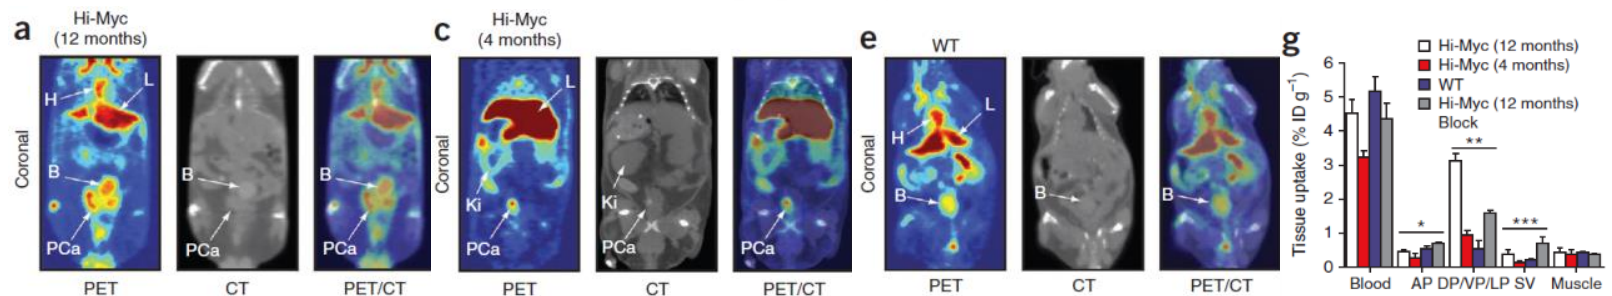 a
Hi-Myc
(12 months)
Coronal
H
L
B
PCa
B
PCa
B
PCa
PET
CT
PET/CT
c
Hi-Myc
(4 months)
Coronal
L
Ki
PCa
Ki
PCa
PCa
PET
CT
PET/CT
e
WT
Coronal
H
L
B
B
B
PET
CT
PET/CT
g
Hi-Myc (12 months)
Hi-Myc (4 months)
WT
Hi-Myc (12 months)
Block
Tissue uptake (% ID g⁻¹)
6
5
4
3
2
1
0
*
**
***
Blood AP DP/VP/LP SV Muscle